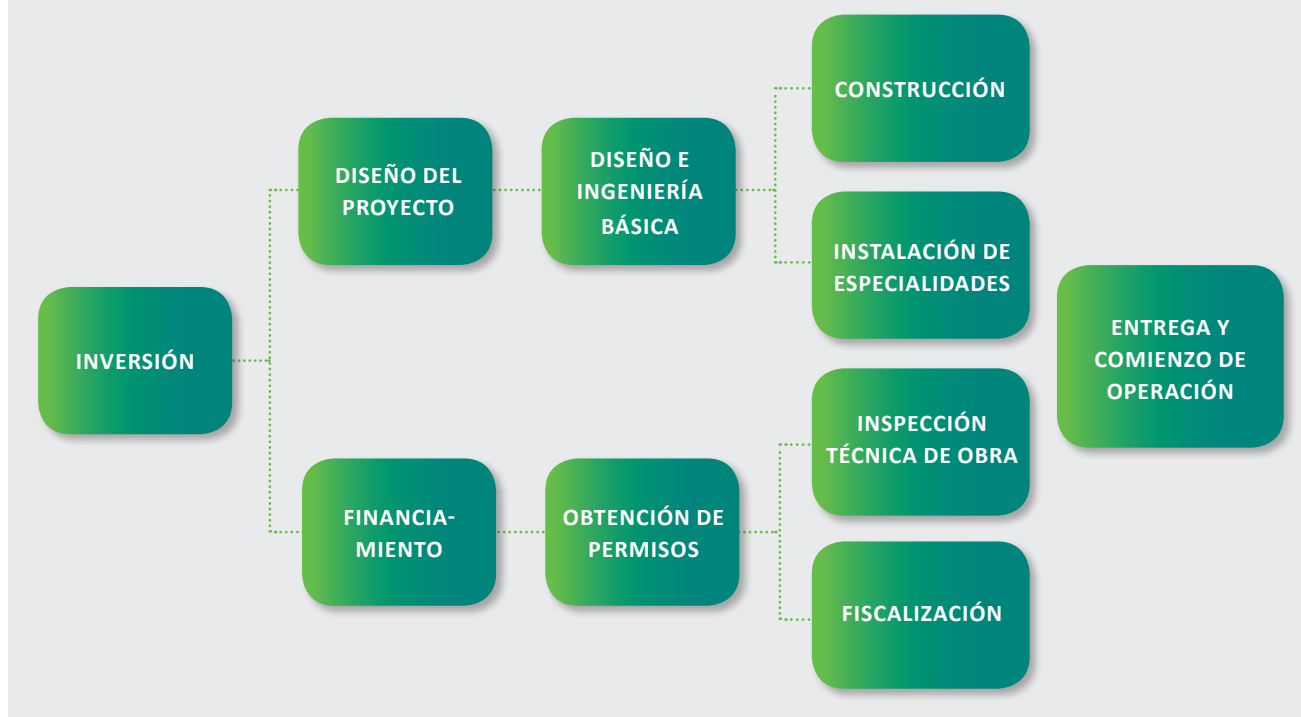 INVERSIÓN
DISEÑO DEL
PROYECTO
DISEÑO E
INGENIERÍA
BÁSICA
CONSTRUCCIÓN
INSTALACIÓN DE
ESPECIALIDADES
FINANCIA-
MIENTO
OBTENCIÓN DE
PERMISOS
INSPECCIÓN
TÉCNICA DE OBRA
FISCALIZACIÓN
ENTREGA Y
COMIENZO DE
OPERACIÓN